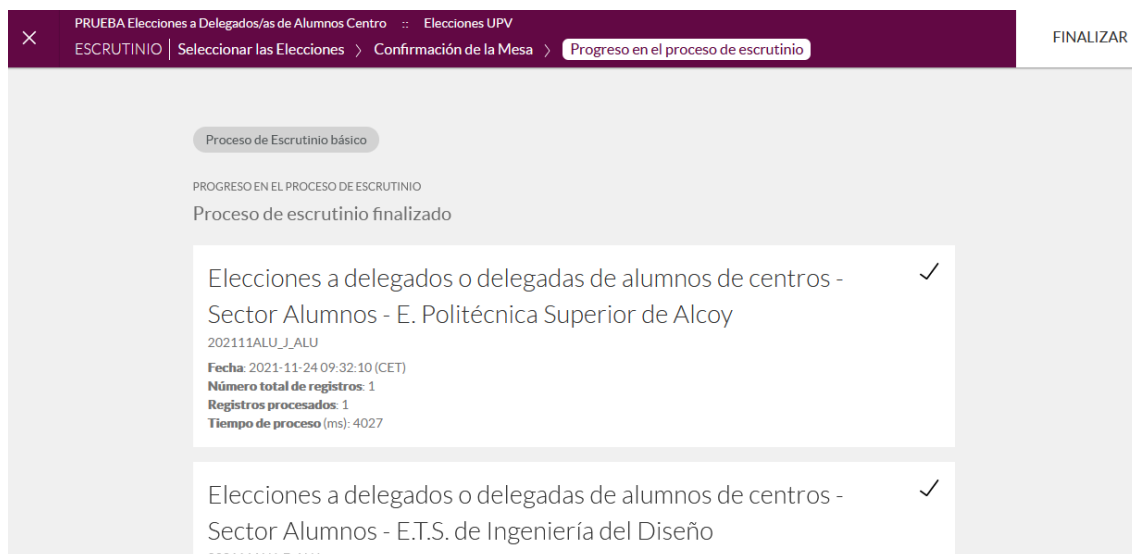 PRUEBA Elecciones a Delegados/as de Alumnos Centro :: Elecciones UPV
ESCRUTINIO | Seleccionar las Elecciones > Confirmación de la Mesa > Progreso en el proceso de escrutinio
FINALIZAR
Proceso de Escrutinio básico
PROGRESO EN EL PROCESO DE ESCRUTINIO
Proceso de escrutinio finalizado
Elecciones a delegados o delegadas de alumnos de centros -
Sector Alumnos - E. Politécnica Superior de Alcoy
202111ALU_J_ALU
Fecha: 2021-11-24 09:32:10 (CET)
Número total de registros: 1
Registros procesados: 1
Tiempo de proceso (ms): 4027
Elecciones a delegados o delegadas de alumnos de centros -
Sector Alumnos - E.T.S. de Ingeniería del Diseño